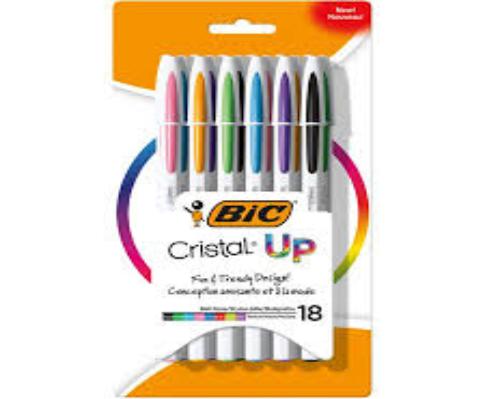 New!
Nouveau!
BIC
Cristal® Up
Fun & Trendy Design!
Conception amusante et à la mode
18